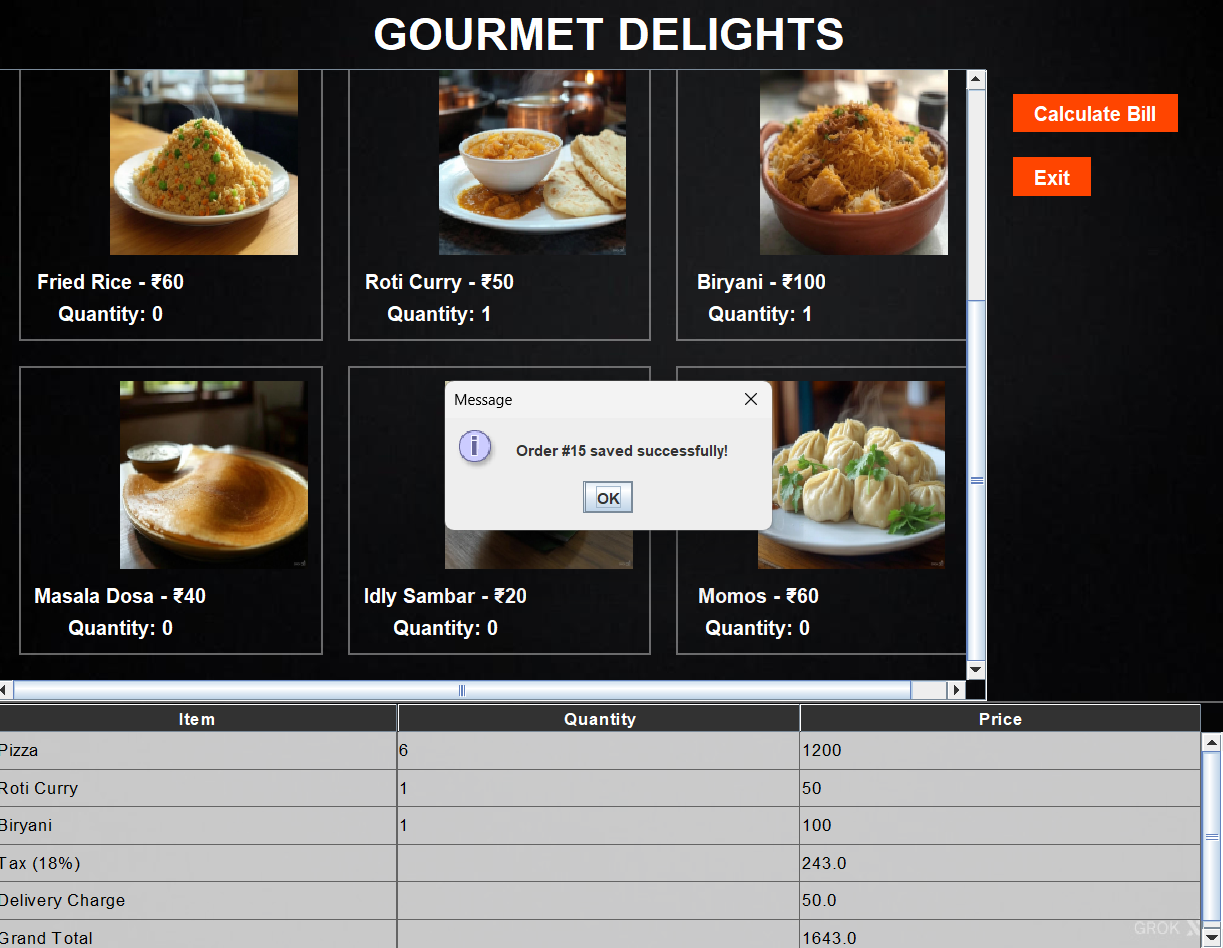 GOURMET DELIGHTS
Calculate Bill
Exit
Fried Rice - ₹60
Quantity: 0
Roti Curry - ₹50
Quantity: 1
Biryani - ₹100
Quantity: 1
Message
i
Order #15 saved successfully!
OK
Masala Dosa - ₹40
Quantity: 0
Idly Sambar - ₹20
Quantity: 0
Momos - ₹60
Quantity: 0
Item Quantity Price
Pizza 6 1200
Roti Curry 1 50
Biryani 1 100
Tax (18%) 243.0
Delivery Charge 50.0
Grand Total 1643.0
GROK